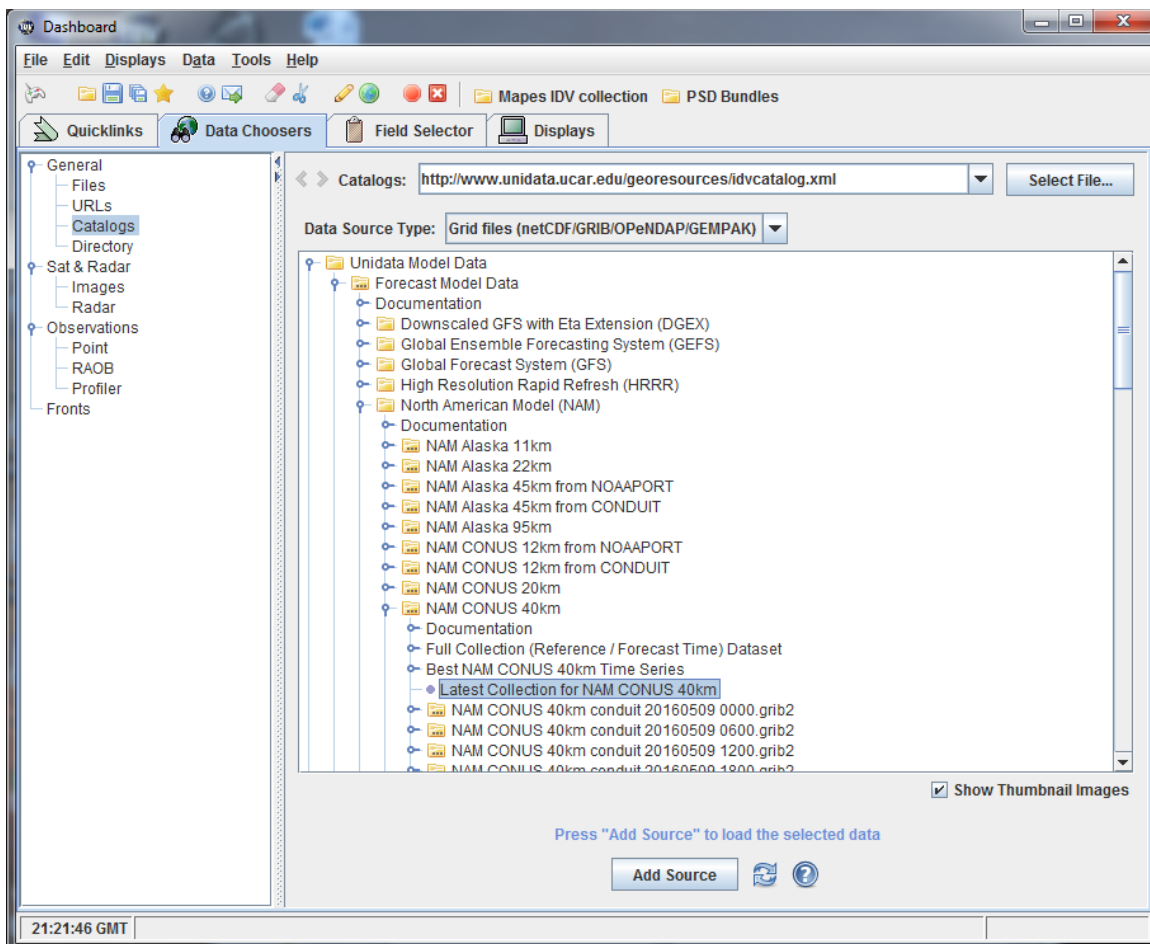 Dashboard
File Edit Displays Data Tools Help
Mapes IDV collection PSD Bundles
Quicklinks Data Choosers Field Selector Displays
General
Files
URLs
Catalogs
Directory
Sat & Radar
Images
Radar
Observations
Point
RAOB
Profiler
Fronts
Catalogs: http://www.unidata.ucar.edu/georesources/idvcatalog.xml Select File...
Data Source Type: Grid files (netCDF/GRIB/OPeNDAP/GEMPAK)
Unidata Model Data
Forecast Model Data
Documentation
Downscaled GFS with Eta Extension (DGEX)
Global Ensemble Forecasting System (GEFS)
Global Forecast System (GFS)
High Resolution Rapid Refresh (HRRR)
North American Model (NAM)
Documentation
NAM Alaska 11km
NAM Alaska 22km
NAM Alaska 45km from NOAAPORT
NAM Alaska 45km from CONDUIT
NAM Alaska 95km
NAM CONUS 12km from NOAAPORT
NAM CONUS 12km from CONDUIT
NAM CONUS 20km
NAM CONUS 40km
Documentation
Full Collection (Reference / Forecast Time) Dataset
Best NAM CONUS 40km Time Series
Latest Collection for NAM CONUS 40km
NAM CONUS 40km conduit 20160509 0000.grib2
NAM CONUS 40km conduit 20160509 0600.grib2
NAM CONUS 40km conduit 20160509 1200.grib2
NAM CONUS 40km conduit 20160509 1800.grib2
Show Thumbnail Images
Press "Add Source" to load the selected data
Add Source
21:21:46 GMT